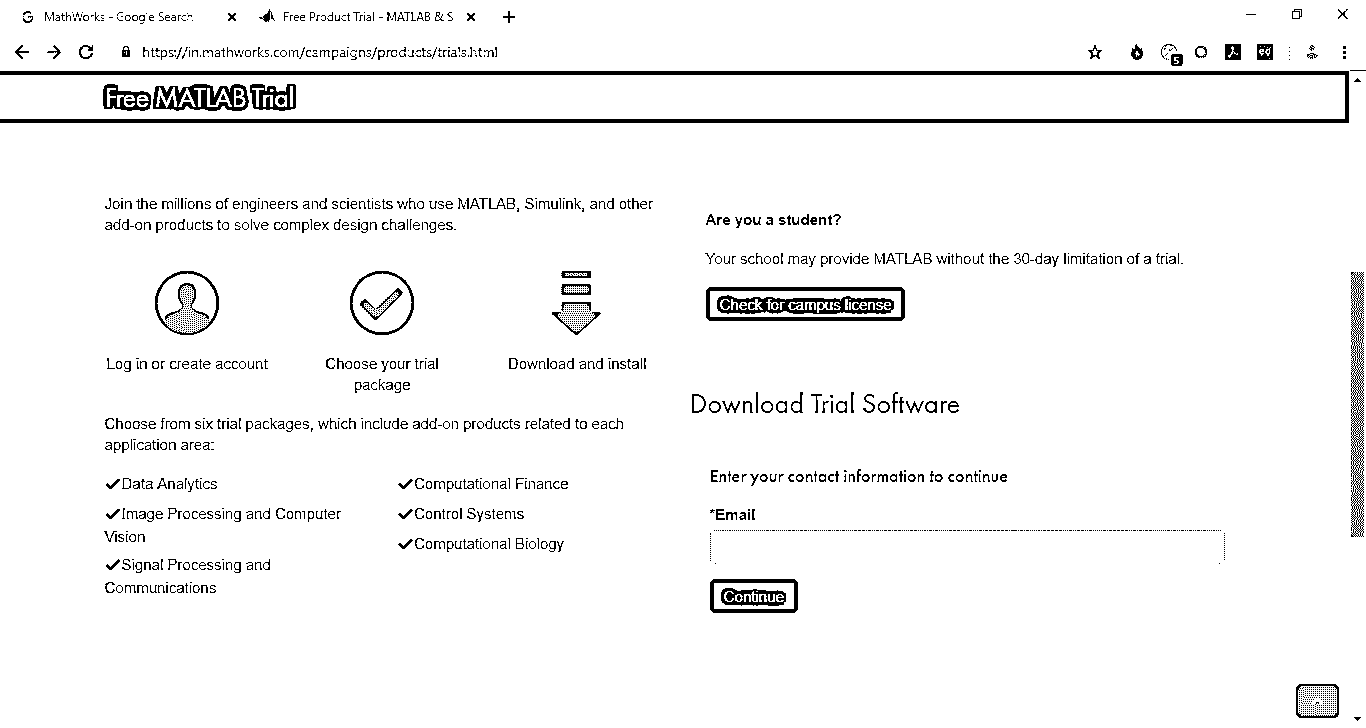 MathWorks - Google Search
Free Product Trial - MATLAB & S
https://in.mathworks.com/campaigns/products/trials.html
5
Free MATLAB Trial
Join the millions of engineers and scientists who use MATLAB, Simulink, and other
add-on products to solve complex design challenges.
Log in or create account
Choose your trial
package
Download and install
Choose from six trial packages, which include add-on products related to each
application area:
Data Analytics
Image Processing and Computer
Vision
Signal Processing and
Communications
Computational Finance
Control Systems
Computational Biology
Are you a student?
Your school may provide MATLAB without the 30-day limitation of a trial.
Check for campus license
Download Trial Software
Enter your contact information to continue
*Email
Continue